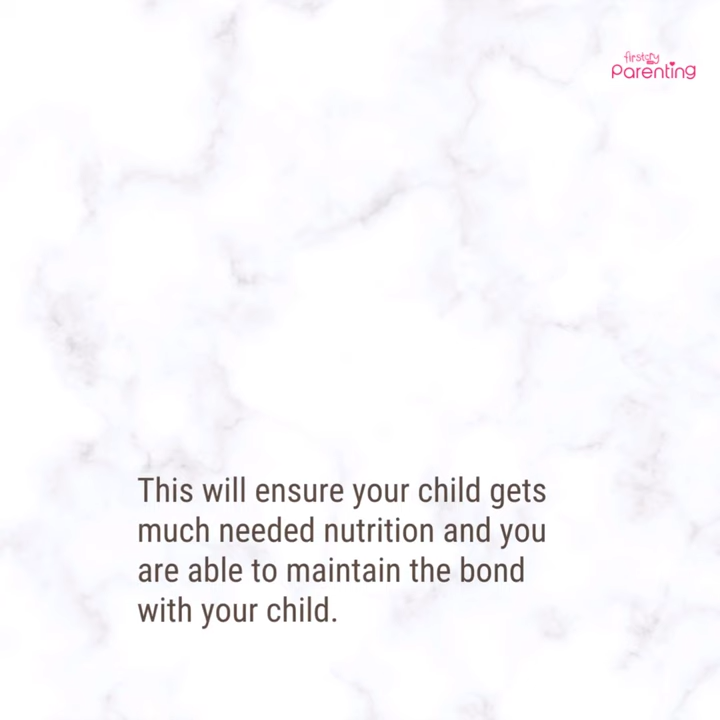 firstcry
Parenting
This will ensure your child gets
much needed nutrition and you
are able to maintain the bond
with your child.